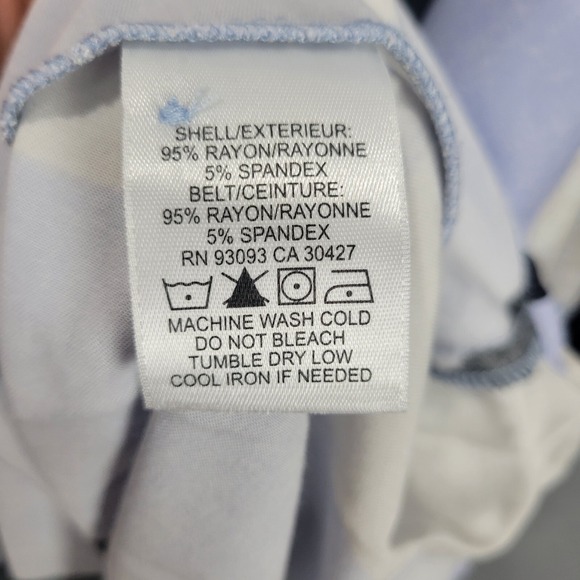 SHELL/EXTERIEUR:
95% RAYON/RAYONNE
5% SPANDEX
BELT/CEINTURE:
95% RAYON/RAYONNE
5% SPANDEX
RN 93093 CA 30427
MACHINE WASH COLD
DO NOT BLEACH
TUMBLE DRY LOW
COOL IRON IF NEEDED